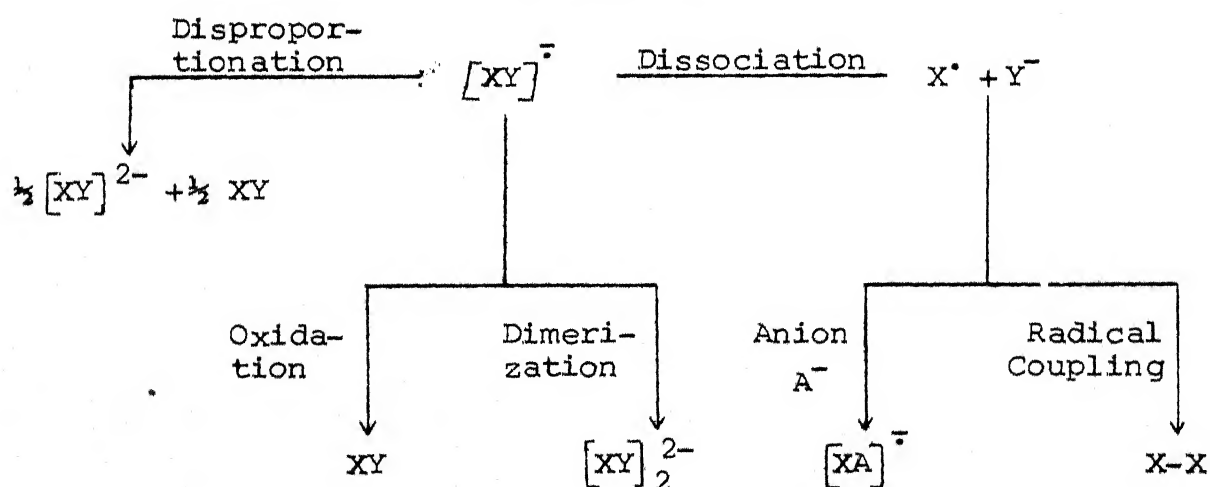 Dispropor-
tionation
[XY]⨪ Dissociation X• + Y⁻
½[XY]²⁻ + ½ XY
Oxida-
tion
Dimeri-
zation
Anion
A⁻
Radical
Coupling
XY
[XY]₂²⁻
[XA]⨪
X-X